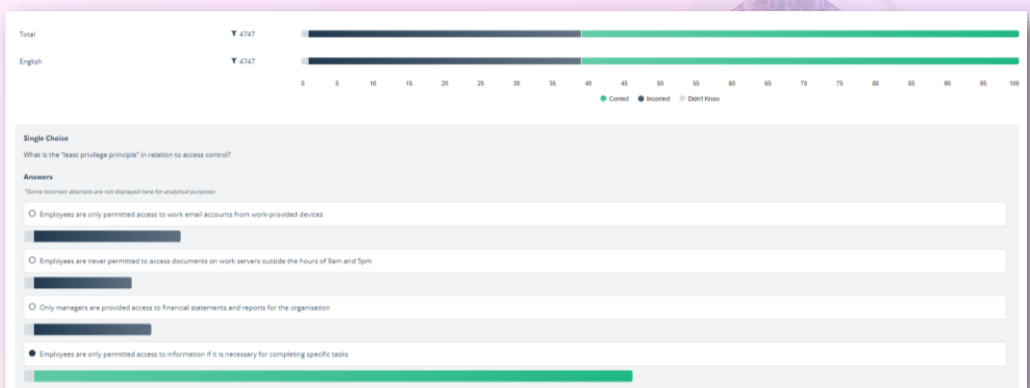 Total 4747
English 4747
0 5 10 15 20 25 30 35 40 45 50 55 60 65 70 75 80 85 90 95 100
Correct Incorrect Didn't Know
Single Choice
What is the "least privilege principle" in relation to access control?
Answers
*Some incorrect attempts are not displayed here for analytical purposes
Employees are only permitted access to work email accounts from work-provided devices
Employees are never permitted to access documents on work servers outside the hours of 9am and 5pm
Only managers are provided access to financial statements and reports for the organisation
Employees are only permitted access to information if it is necessary for completing specific tasks